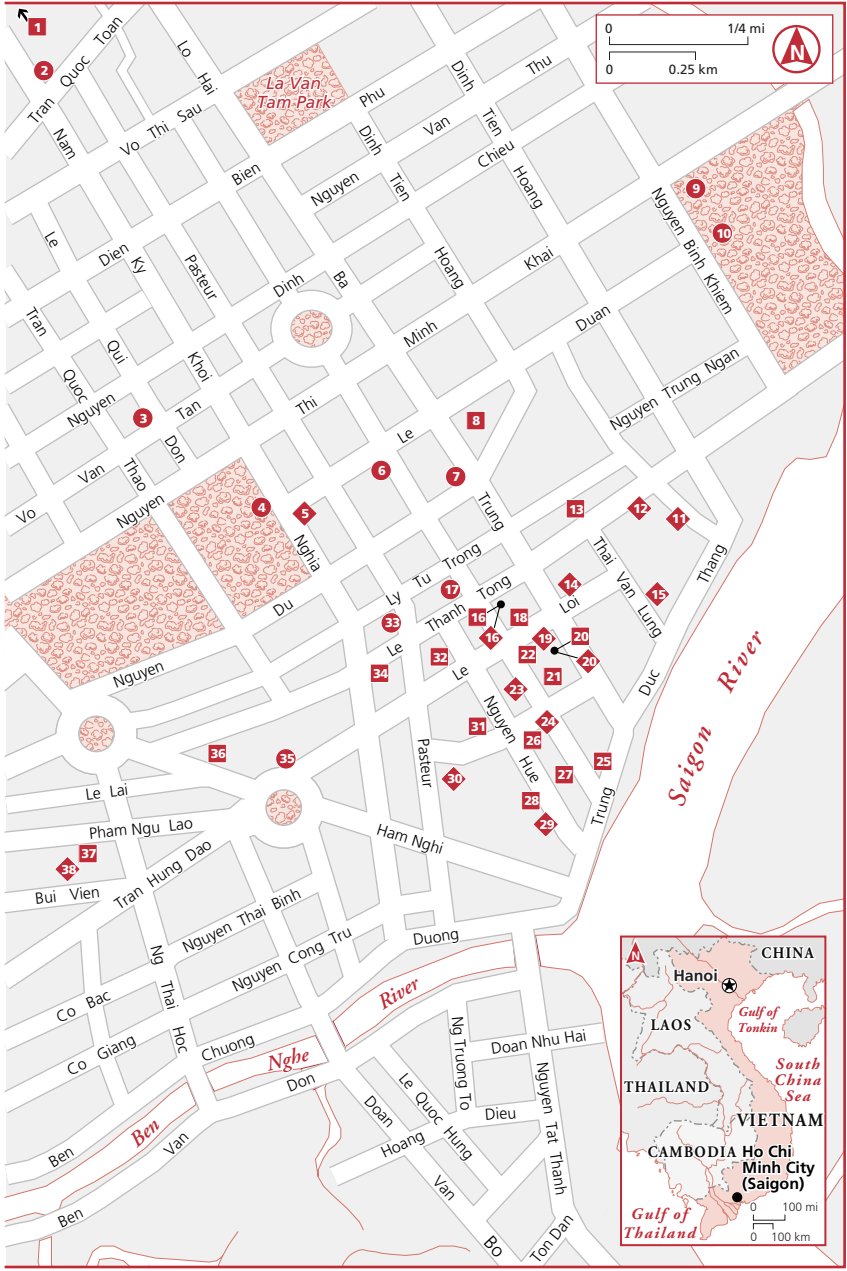 1
2
Tran Quoc Toan
Lo
Hai
La Van
Tam Park
0
1/4 mi
0
0.25 km
N
Nam
Vo Thi Sau
Phu
Dinh
Thu
Dinh
Van
Tien
Bien
Nguyen
Tien
Chieu
Hoang
9
10
Nguyen Binh Khiem
Le
Dien
Ky
Pasteur
Dinh
Ba
Hoang
Khai
Tran
Qui
Khoi
Minh
Duan
Quoc
Nguyen
3
Tan
Thi
Le
8
Nguyen Trung Ngan
Vo
Van
Thao
Don
Nguyen
4
5
6
7
Trung
13
12
11
Nghia
Du
Ly Tu Trong
17
Thanh Tong
14
Thai Van Lung
15
Thang
33
Le
16
18
Loi
16
19
20
20
34
32
Le
22
21
23
Duc
Saigon River
Nguyen
Nguyen Hue
31
24
26
36
35
Pasteur
30
27
25
28
29
Trung
Le Lai
Pham Ngu Lao
37
38
Bui Vien
Tran Hung Dao
Ham Nghi
Nguyen Thai Binh
Nguyen Cong Tru
Duong
Ng Thai Hoc
Co Bac
Co Giang
Chuong
River
Nghe
Don
Ben
Ben
Van
Ben
Ng Truong To
Doan Nhu Hai
Nguyen Tat Thanh
Le Quoc Hung
Doan
Dieu
Hoang
Van
Bo
Ton Dan
N
CHINA
Hanoi
Gulf of
Tonkin
LAOS
South
China
Sea
THAILAND
VIETNAM
CAMBODIA
Ho Chi
Minh City
(Saigon)
Gulf of
Thailand
0
100 mi
0
100 km